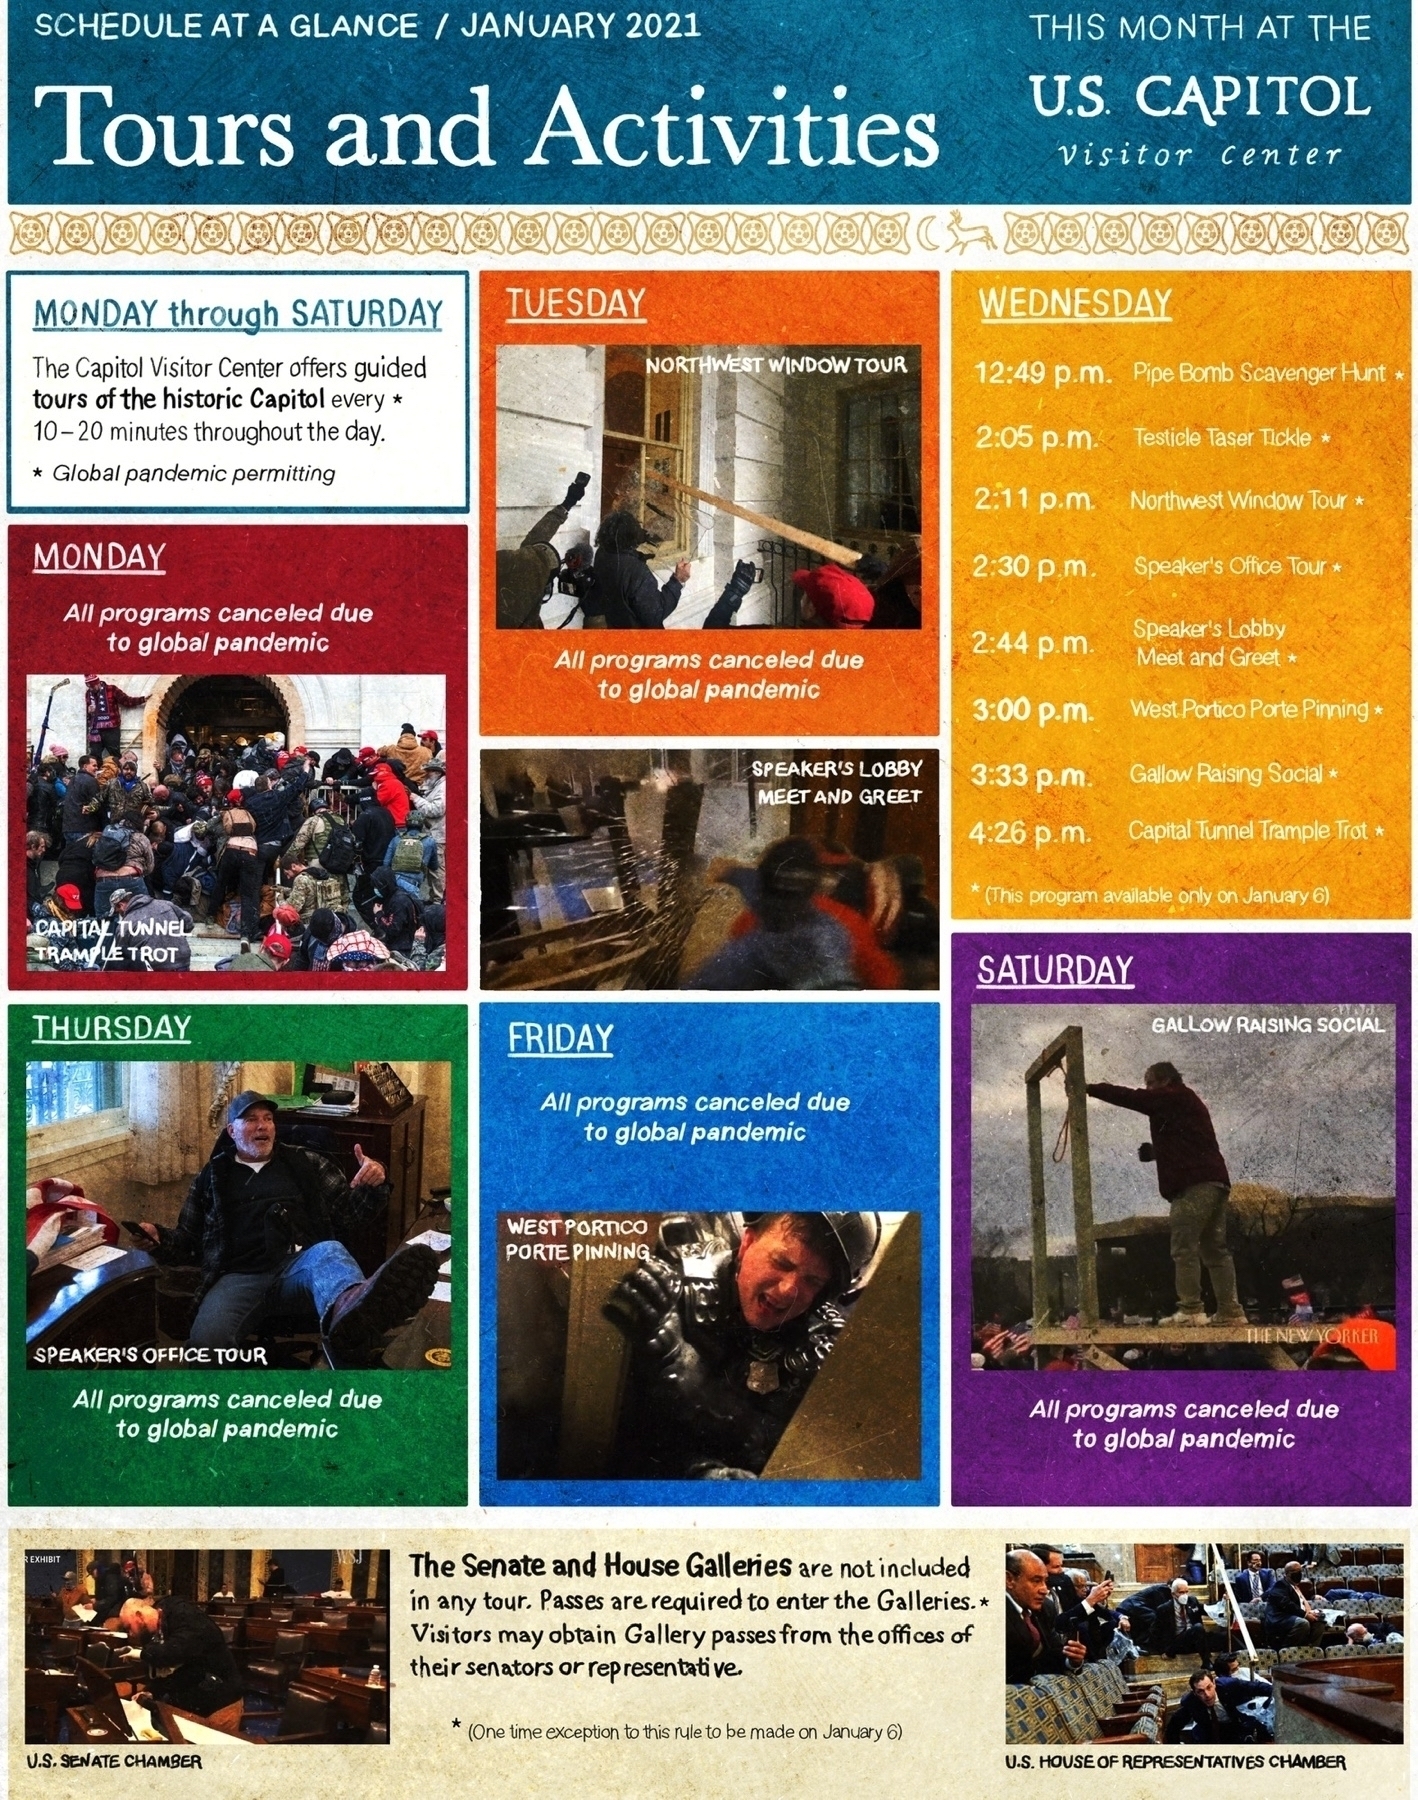 SCHEDULE AT A GLANCE / JANUARY 2021
Tours and Activities
THIS MONTH AT THE
U.S. CAPITOL
visitor center
MONDAY through SATURDAY
The Capitol Visitor Center offers guided
tours of the historic Capitol every *
10-20 minutes throughout the day.
* Global pandemic permitting
MONDAY
All programs canceled due
to global pandemic
CAPITAL TUNNEL
TRAMPLE TROT
TUESDAY
NORTHWEST WINDOW TOUR
All programs canceled due
to global pandemic
SPEAKER'S LOBBY
MEET AND GREET
WEDNESDAY
12:49 p.m. Pipe Bomb Scavenger Hunt *
2:05 p.m. Testicle Taser Tickle *
2:11 p.m. Northwest Window Tour *
2:30 p.m. Speaker's Office Tour *
2:44 p.m. Speaker's Lobby
Meet and Greet *
3:00 p.m. West Portico Porte Pinning *
3:33 p.m. Gallow Raising Social *
4:26 p.m. Capital Tunnel Trample Trot *
* (This program available only on January 6)
THURSDAY
SPEAKER'S OFFICE TOUR
All programs canceled due
to global pandemic
FRIDAY
All programs canceled due
to global pandemic
WEST PORTICO
PORTE PINNING
SATURDAY
WSJ
GALLOW RAISING SOCIAL
THE NEW YORKER
All programs canceled due
to global pandemic
R EXHIBIT
WSJ
U.S. SENATE CHAMBER
The Senate and House Galleries are not included
in any tour. Passes are required to enter the Galleries.*
Visitors may obtain Gallery passes from the offices of
their senators or representative.
* (One time exception to this rule to be made on January 6)
U.S. HOUSE OF REPRESENTATIVES CHAMBER